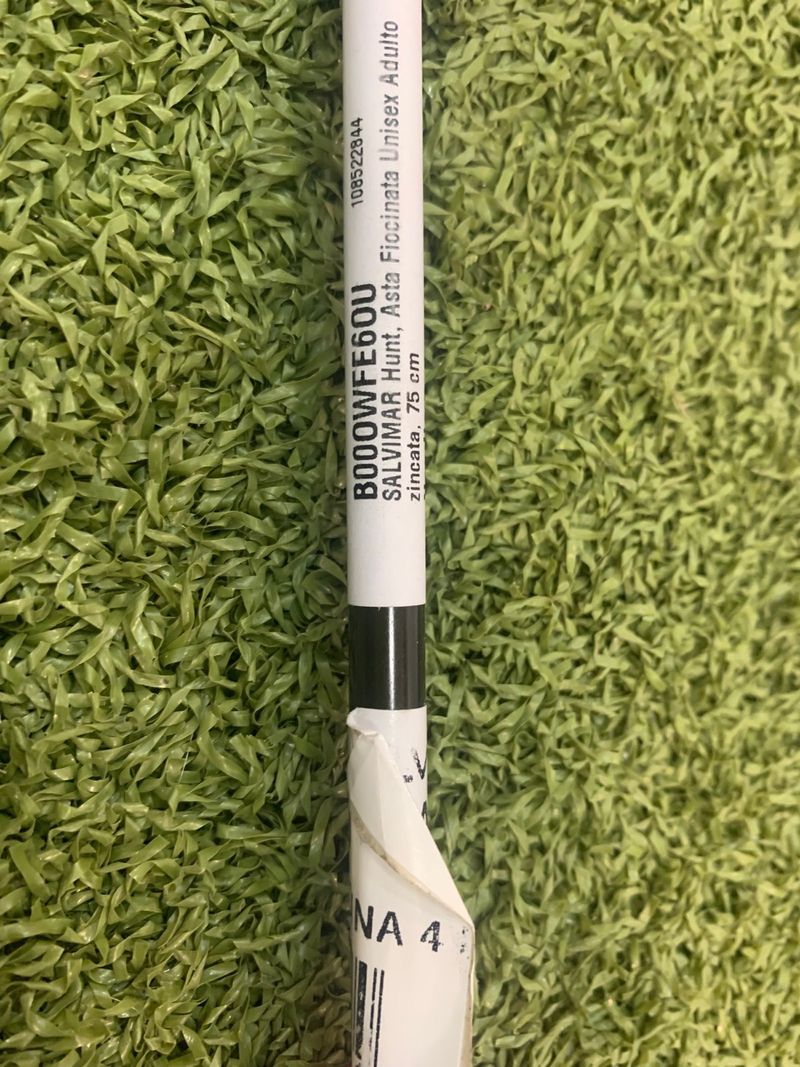 108522844
B000WFE6OU
SALVIMAR Hunt, Asta Fiocinata Unisex Adulto
zincata, 75 cm
NA 4